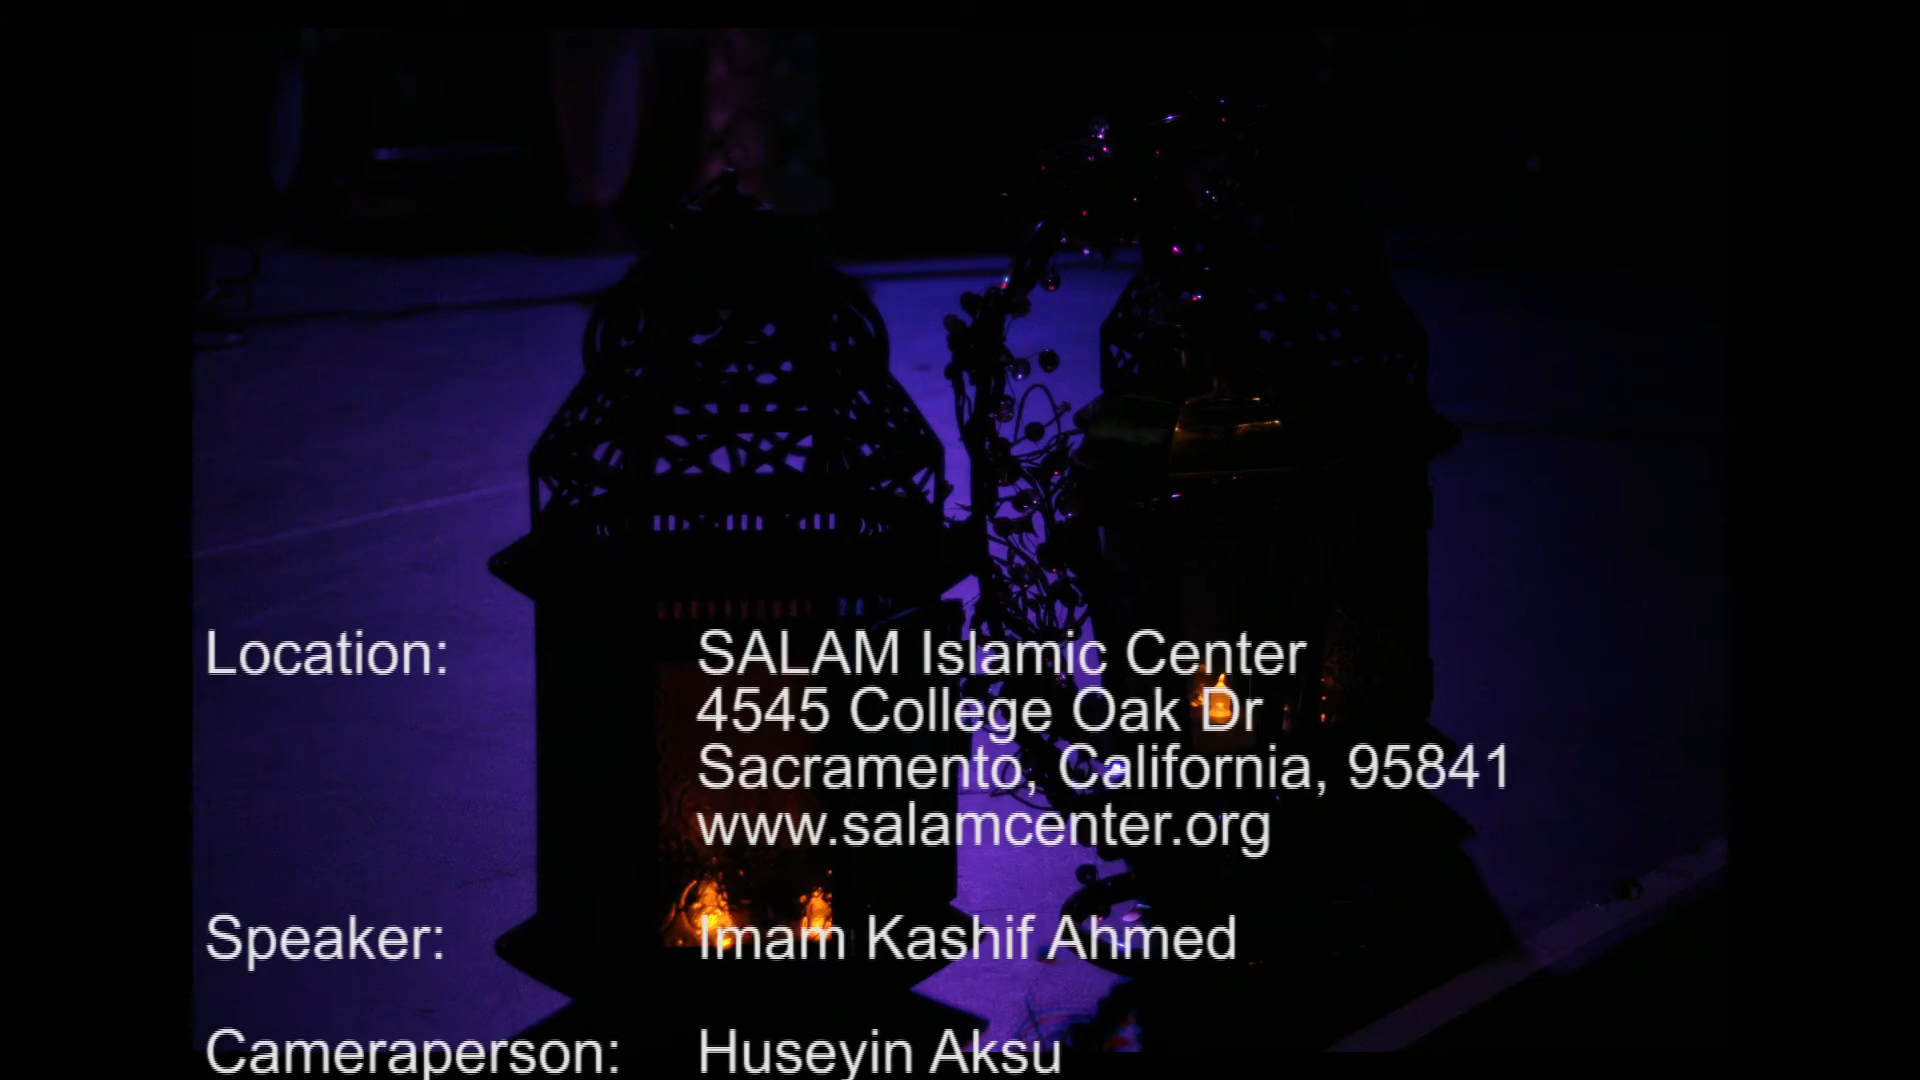 Location: SALAM Islamic Center
4545 College Oak Dr
Sacramento, California, 95841
www.salamcenter.org
Speaker: Imam Kashif Ahmed
Cameraperson: Huseyin Aksu